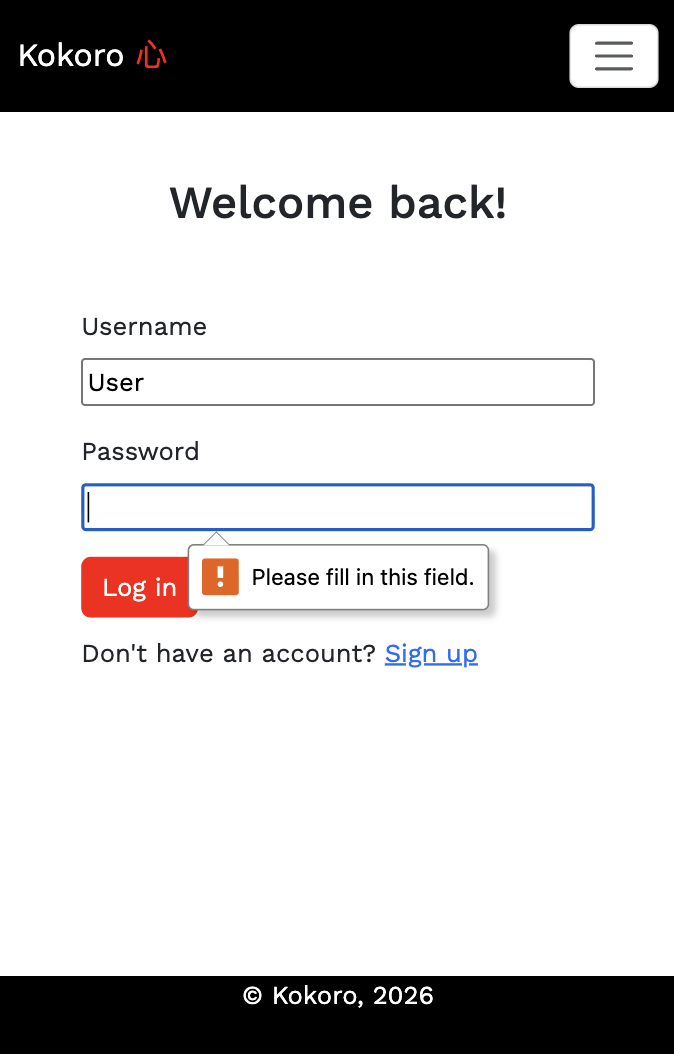 Kokoro 心
Welcome back!
Username
User
Password
Please fill in this field.
Log in
Don't have an account? Sign up
© Kokoro, 2026